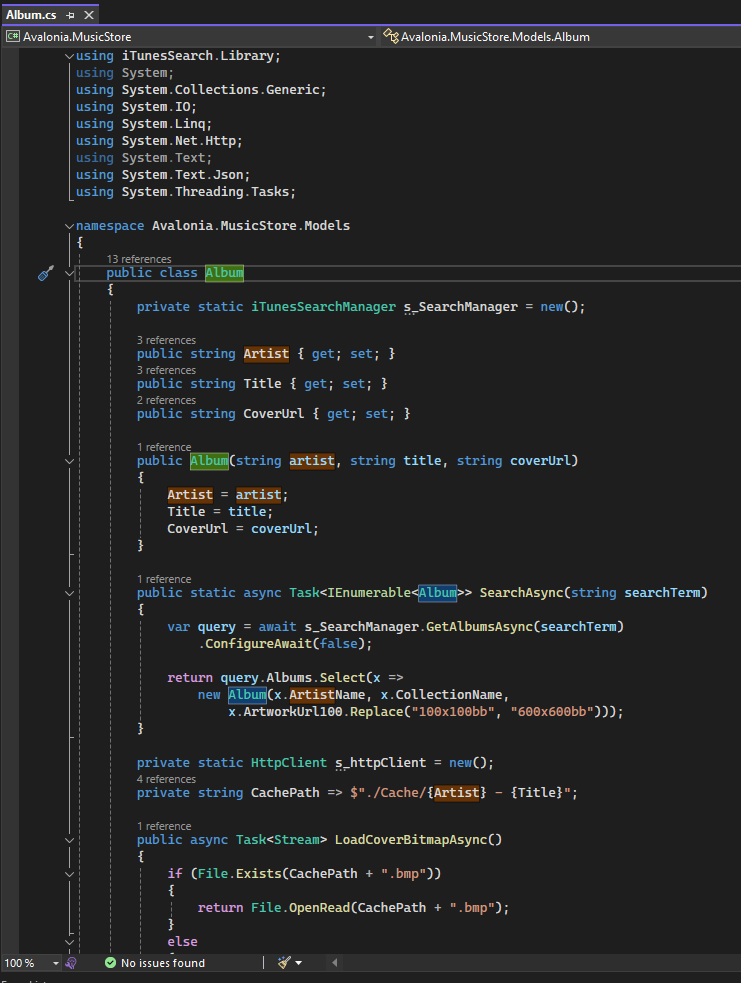 Album.cs
C# Avalonia.MusicStore
Avalonia.MusicStore.Models.Album
using iTunesSearch.Library;
using System;
using System.Collections.Generic;
using System.IO;
using System.Linq;
using System.Net.Http;
using System.Text;
using System.Text.Json;
using System.Threading.Tasks;
namespace Avalonia.MusicStore.Models
{
13 references
public class Album
{
private static iTunesSearchManager s_SearchManager = new();
3 references
public string Artist { get; set; }
3 references
public string Title { get; set; }
2 references
public string CoverUrl { get; set; }
1 reference
public Album(string artist, string title, string coverUrl)
{
Artist = artist;
Title = title;
CoverUrl = coverUrl;
}
1 reference
public static async Task<IEnumerable<Album>> SearchAsync(string searchTerm)
{
var query = await s_SearchManager.GetAlbumsAsync(searchTerm)
.ConfigureAwait(false);
return query.Albums.Select(x =>
new Album(x.ArtistName, x.CollectionName,
x.ArtworkUrl100.Replace("100x100bb", "600x600bb")));
}
private static HttpClient s_httpClient = new();
4 references
private string CachePath => $"./Cache/{Artist} - {Title}";
1 reference
public async Task<Stream> LoadCoverBitmapAsync()
{
if (File.Exists(CachePath + ".bmp"))
{
return File.OpenRead(CachePath + ".bmp");
}
else
100 %
No issues found